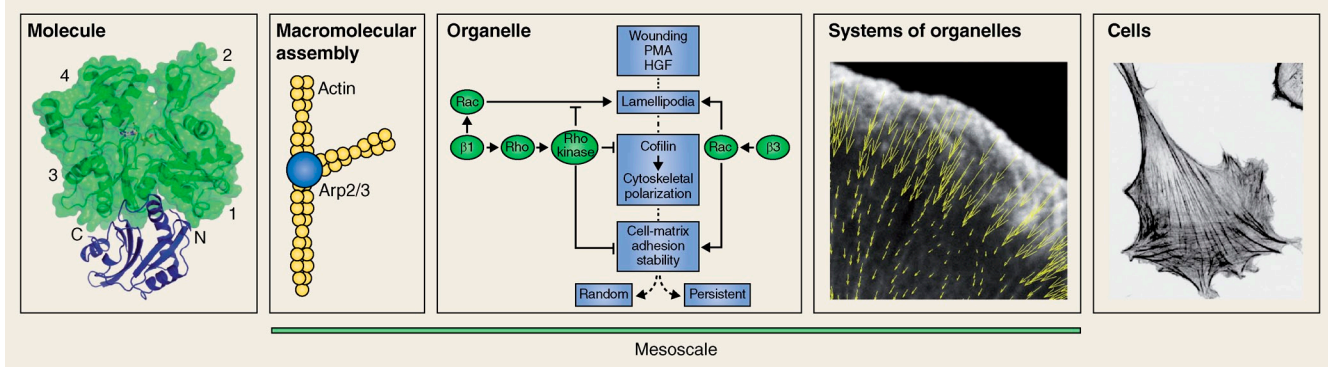 Molecule
4
2
3
1
C
N
Macromolecular
assembly
Actin
Arp2/3
Organelle
Wounding
PMA
HGF
Rac
Lamellipodia
β1
Rho
Rho
kinase
Cofilin
Cytoskeletal
polarization
Rac
β3
Cell-matrix
adhesion
stability
Random
Persistent
Systems of organelles
Cells
Mesoscale